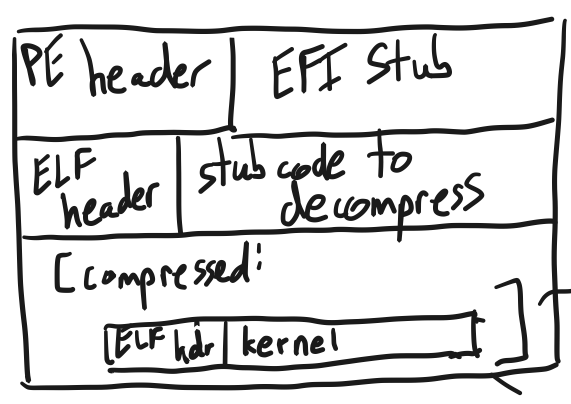 PE header EFI Stub
ELF header stub code to decompress
[compressed:
ELF hdr kernel ]